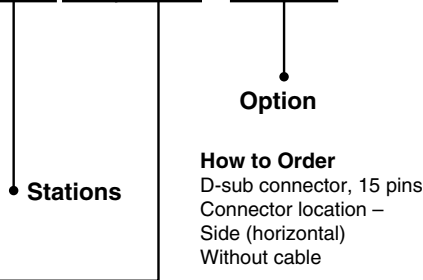 Option
How to Order
D-sub connector, 15 pins
Connector location –
Side (horizontal)
Without cable
Stations